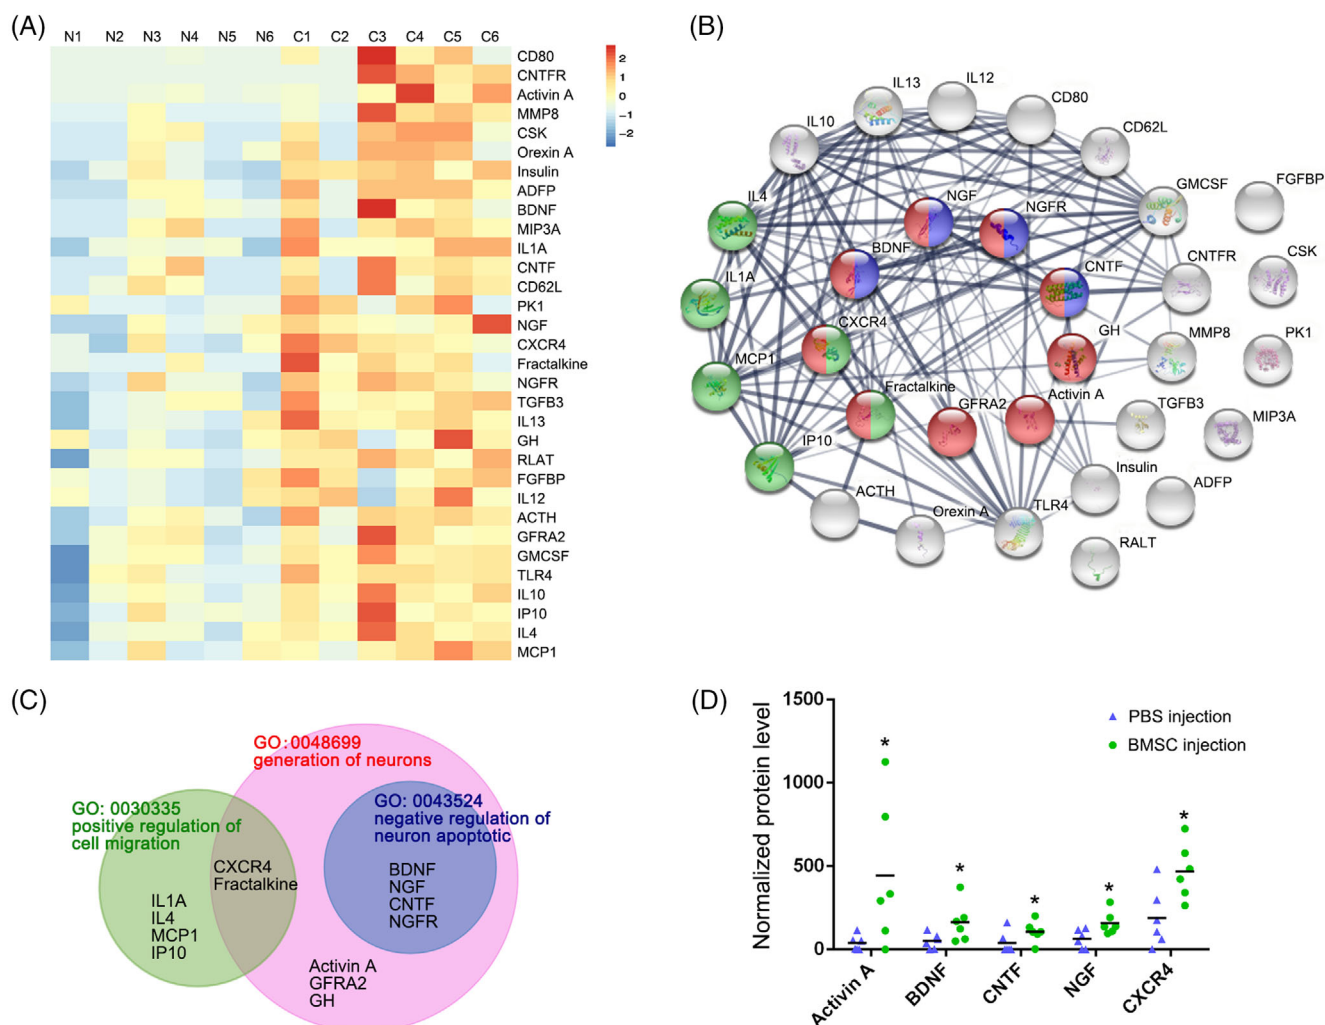 (A)
N1 N2 N3 N4 N5 N6 C1 C2 C3 C4 C5 C6
CD80
CNTFR
Activin A
MMP8
CSK
Orexin A
Insulin
ADFP
BDNF
MIP3A
IL1A
CNTF
CD62L
PK1
NGF
CXCR4
Fractalkine
NGFR
TGFB3
IL13
GH
RLAT
FGFBP
IL12
ACTH
GFRA2
GMCSF
TLR4
IL10
IP10
IL4
MCP1
2
1
0
−1
−2
(B)
IL13
IL12
CD80
IL10
CD62L
GMCSF
FGFBP
IL4
NGF
NGFR
BDNF
CNTF
CNTFR
CSK
IL1A
CXCR4
GH
MMP8
PK1
MCP1
Fractalkine
GFRA2
Activin A
TGFB3
MIP3A
IP10
Insulin
ADFP
ACTH
Orexin A
TLR4
RALT
(C)
GO:0048699
generation of neurons
GO: 0030335
positive regulation of
cell migration
GO: 0043524
negative regulation of
neuron apoptotic
CXCR4
Fractalkine
IL1A
IL4
MCP1
IP10
BDNF
NGF
CNTF
NGFR
Activin A
GFRA2
GH
(D)
Normalized protein level
1500
1000
500
0
PBS injection
BMSC injection
*
*
*
*
*
Activin A
BDNF
CNTF
NGF
CXCR4